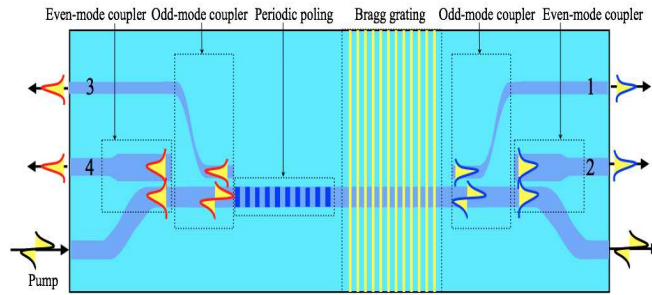 Even-mode coupler Odd-mode coupler Periodic poling Bragg grating Odd-mode coupler Even-mode coupler
3 1
4 2
Pump